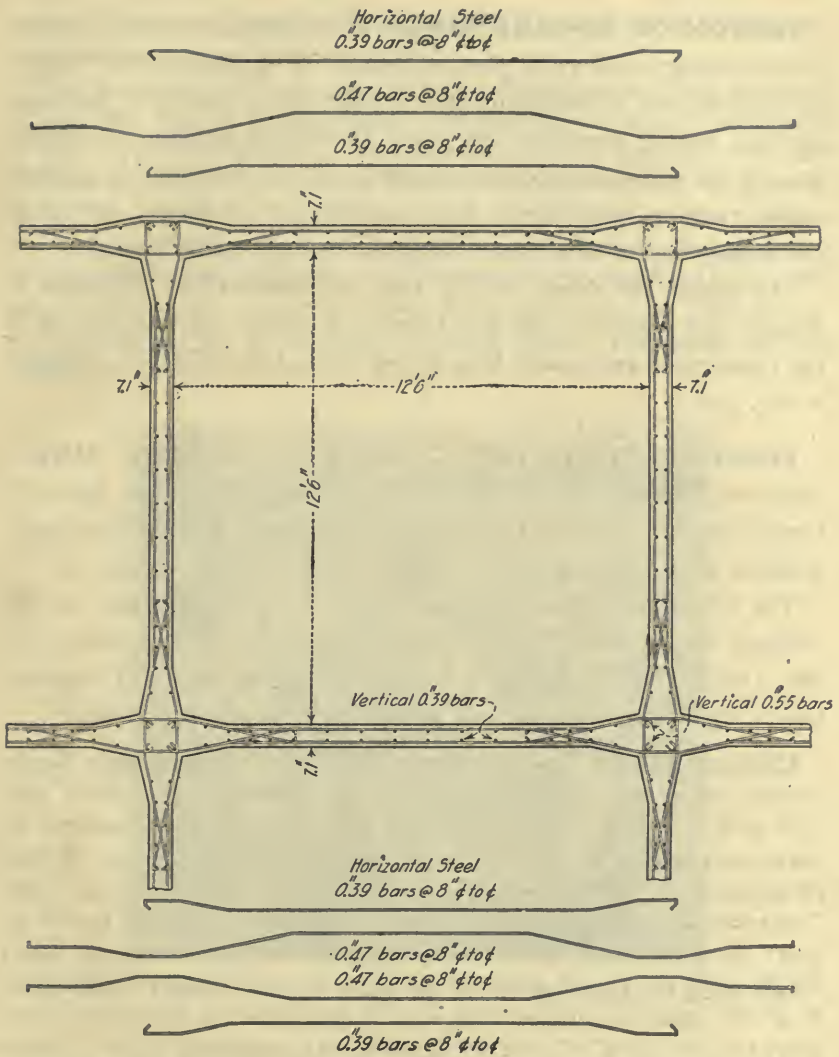 Horizontal Steel
0."39 bars @ 8" ¢ to ¢
0."47 bars @ 8" ¢ to ¢
0."39 bars @ 8" ¢ to ¢
7.1"
7.1"
12'6"
7.1"
12'6"
Vertical 0."39 bars
Vertical 0."55 bars
7.1"
Horizontal Steel
0."39 bars @ 8" ¢ to ¢
0."47 bars @ 8" ¢ to ¢
0."47 bars @ 8" ¢ to ¢
0."39 bars @ 8" ¢ to ¢